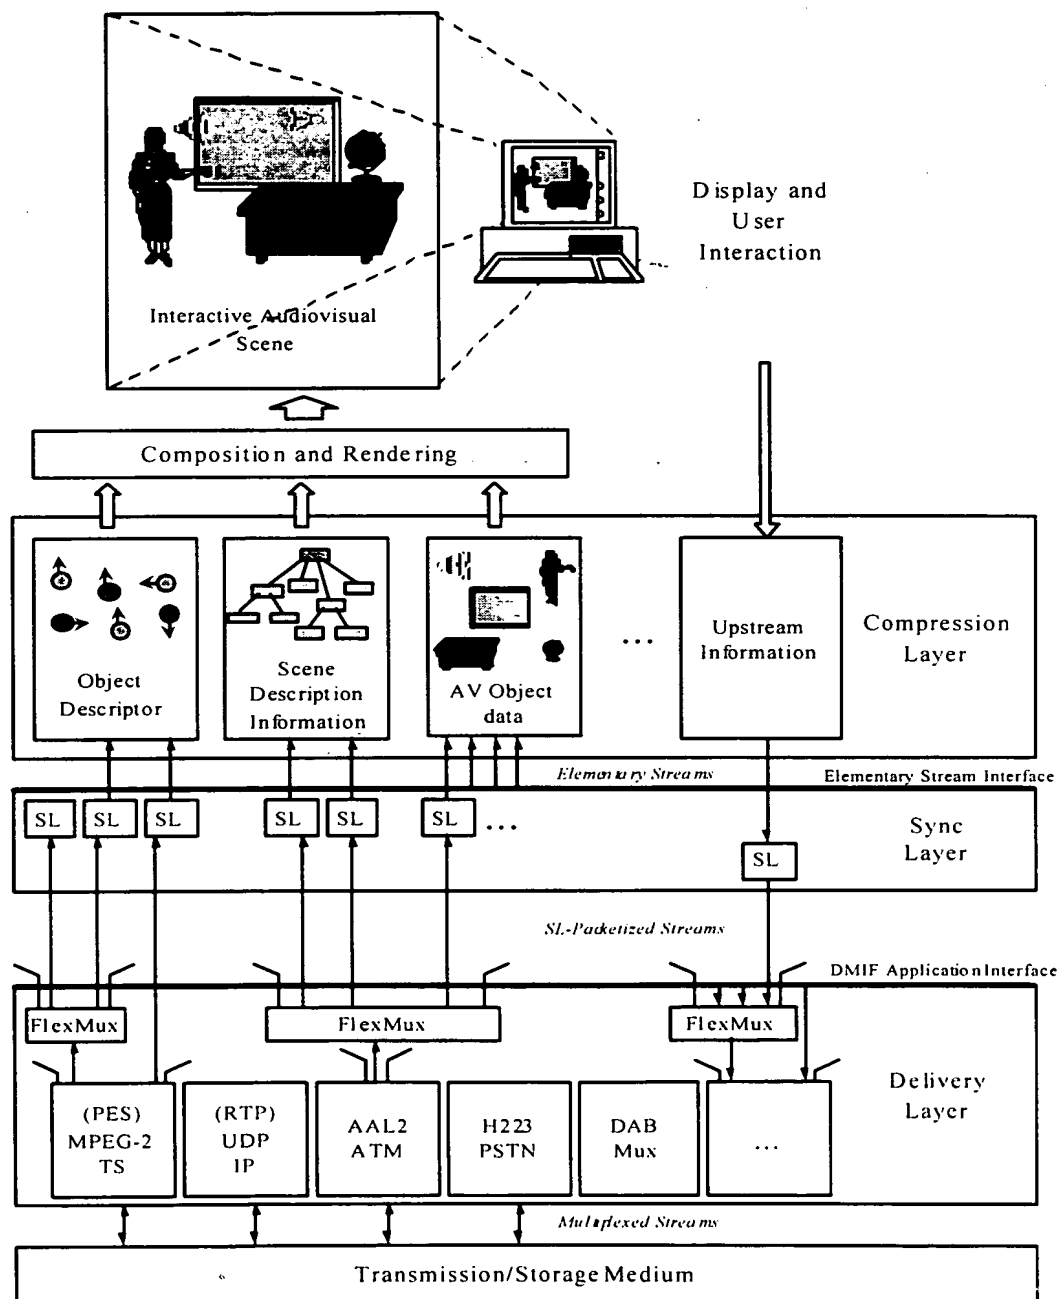 Display and
User
Interaction
Interactive Audiovisual
Scene
Composition and Rendering
Object
Descriptor
Scene
Description
Information
AV Object
data
...
Upstream
Information
Compression
Layer
Elementary Streams
Elementary Stream Interface
SL
SL
SL
SL
SL
SL
...
SL
Sync
Layer
SL-Packetized Streams
DMIF Application Interface
FlexMux
FlexMux
FlexMux
(PES)
MPEG-2
TS
(RTP)
UDP
IP
AAL2
ATM
H223
PSTN
DAB
Mux
...
Delivery
Layer
Multiplexed Streams
Transmission/Storage Medium